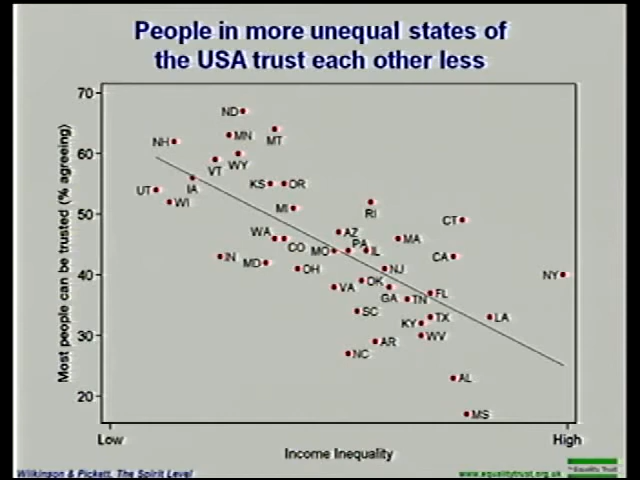 People in more unequal states of
the USA trust each other less
Most people can be trusted (% agreeing)
70
60
50
40
30
20
ND
MN
MT
NH
WY
VT
IA
KS
OR
UT
WI
MI
RI
CT
WA
CO
AZ
PA
MA
MO
IL
IN
MD
OH
CA
NJ
NY
OK
VA
GA
TN
FL
SC
TX
KY
LA
WV
AR
NC
AL
MS
Low
High
Income Inequality
Wilkinson & Pickett, The Spirit Level
www.equalitytrust.org.uk
The Equality Trust